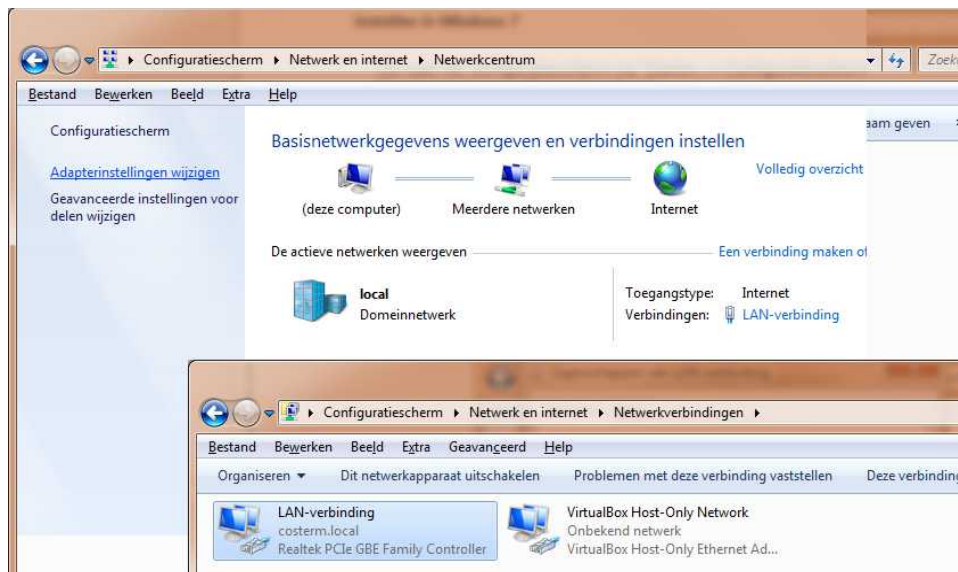 Instellen in Windows 7
Configuratiescherm ▸ Netwerk en internet ▸ Netwerkcentrum
Zoek
Bestand Bewerken Beeld Extra Help
Configuratiescherm
aam geven
Basisnetwerkgegevens weergeven en verbindingen instellen
Adapterinstellingen wijzigen
Volledig overzicht
Geavanceerde instellingen voor
delen wijzigen
(deze computer) Meerdere netwerken Internet
De actieve netwerken weergeven
Een verbinding maken of
local
Domeinnetwerk
Toegangstype: Internet
Verbindingen: LAN-verbinding
Configuratiescherm ▸ Netwerk en internet ▸ Netwerkverbindingen ▸
Bestand Bewerken Beeld Extra Geavanceerd Help
Organiseren Dit netwerkapparaat uitschakelen Problemen met deze verbinding vaststellen Deze verbinding
LAN-verbinding
costerm.local
Realtek PCIe GBE Family Controller
VirtualBox Host-Only Network
Onbekend netwerk
VirtualBox Host-Only Ethernet Ad...